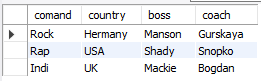 comand country boss coach
Rock Hermany Manson Gurskaya
Rap USA Shady Snopko
Indi UK Mackie Bogdan